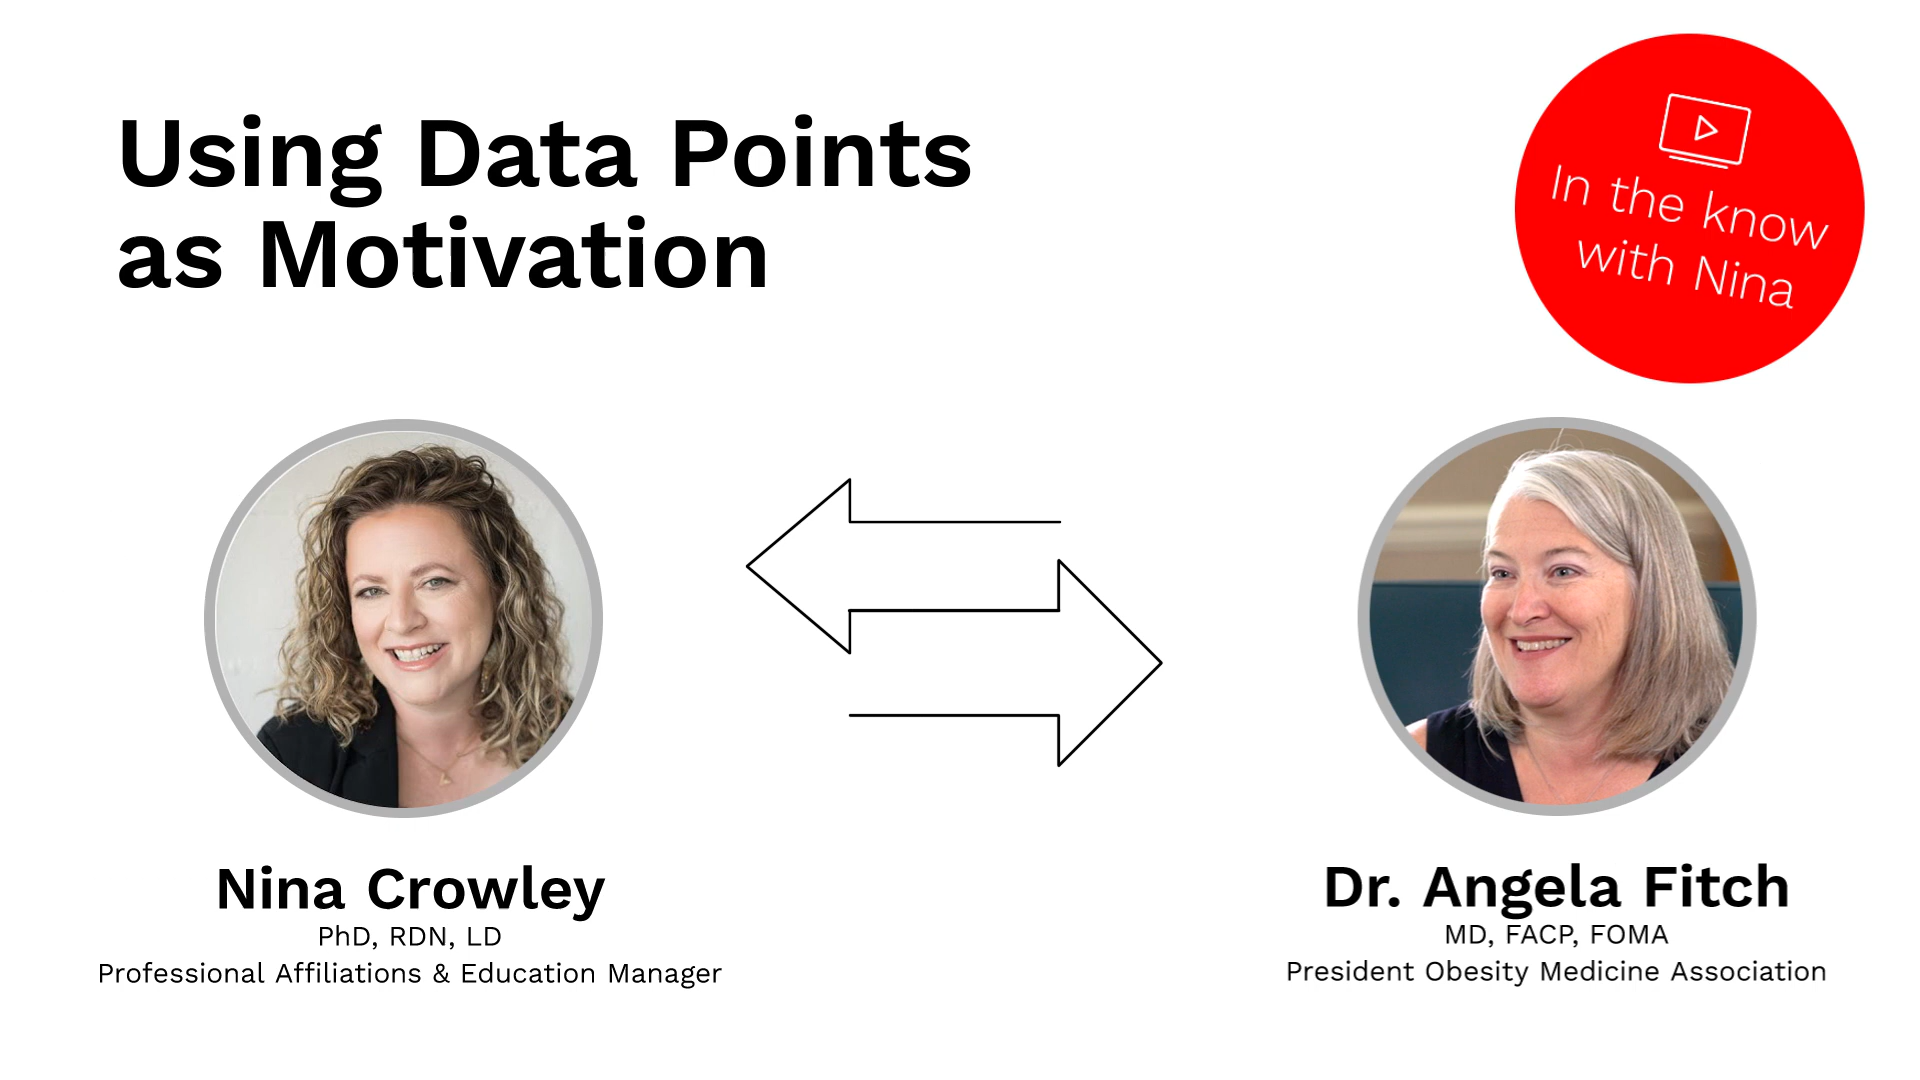 Using Data Points
as Motivation
In the know
with Nina
Nina Crowley
PhD, RDN, LD
Professional Affiliations & Education Manager
Dr. Angela Fitch
MD, FACP, FOMA
President Obesity Medicine Association